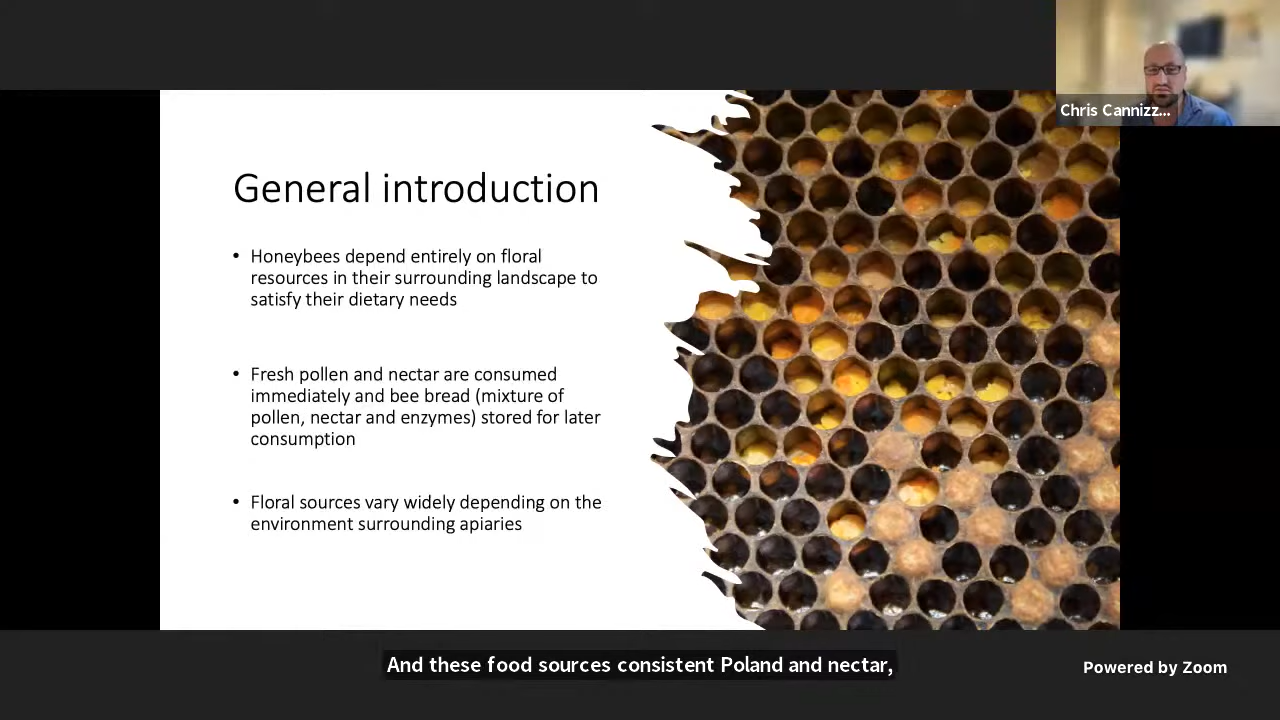 Chris Cannizz...
General introduction
• Honeybees depend entirely on floral
resources in their surrounding landscape to
satisfy their dietary needs
• Fresh pollen and nectar are consumed
immediately and bee bread (mixture of
pollen, nectar and enzymes) stored for later
consumption
• Floral sources vary widely depending on the
environment surrounding apiaries
And these food sources consistent Poland and nectar,
Powered by Zoom